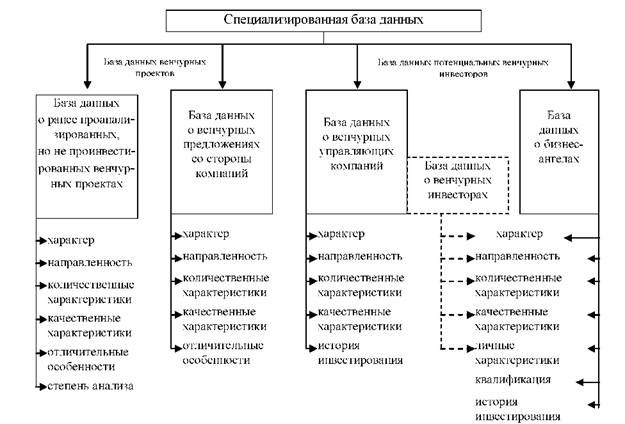 Специализированная база данных
База данных венчурных
проектов
База данных потенциальных венчурных
инвесторов
База данных
о ранее проанали-
зированных,
но не проинвести-
рованных венчур-
ных проектах
База данных
о венчурных
предложениях
со стороны
компаний
База данных
о венчурных
управляющих
компаний
База данных
о венчурных
инвесторах
База
данных
о бизнес-
ангелах
характер
направленность
количественные
характеристики
качественные
характеристики
отличительные
особенности
степень анализа
характер
направленность
количественные
характеристики
качественные
характеристики
отличительные
особенности
характер
направленность
количественные
характеристики
качественные
характеристики
история
инвестирования
характер
направленность
количественные
характеристики
качественные
характеристики
личные
характеристики
квалификация
история
инвестирования